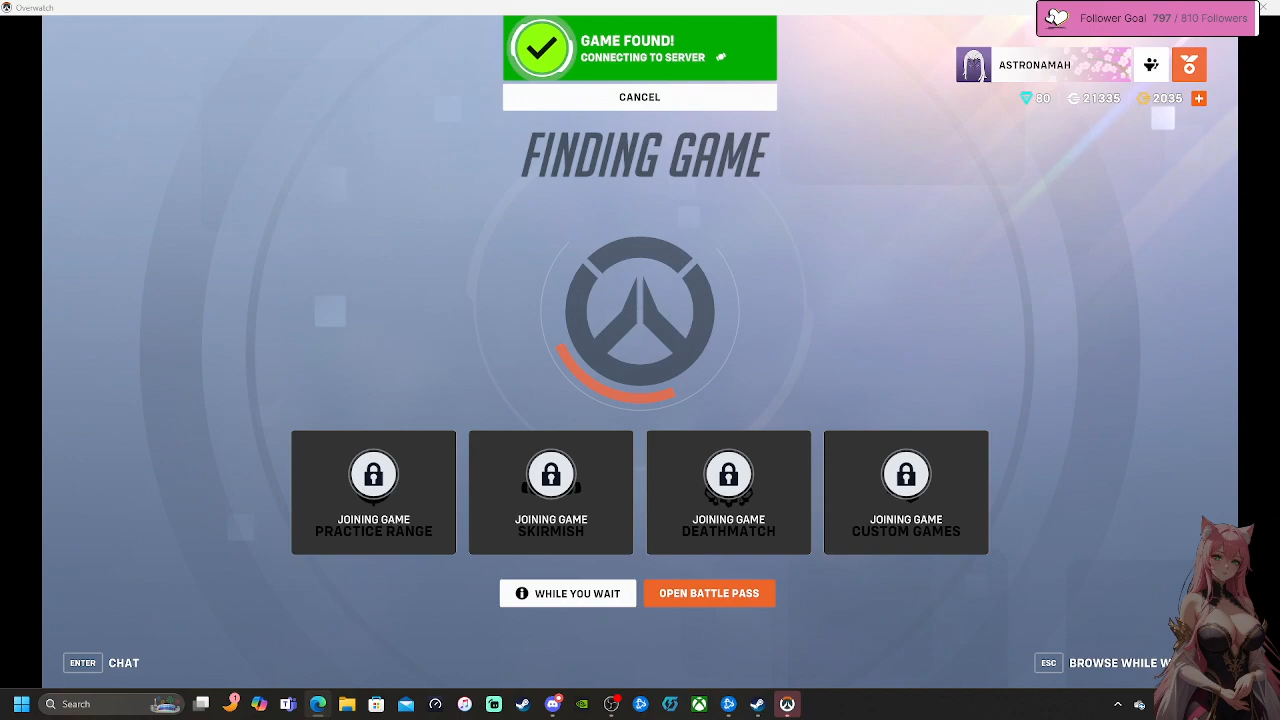 Overwatch
Follower Goal 797 / 810 Followers
GAME FOUND!
CONNECTING TO SERVER
CANCEL
ASTRONAMAH
80 21335 2035
FINDING GAME
JOINING GAME
PRACTICE RANGE
JOINING GAME
SKIRMISH
JOINING GAME
DEATHMATCH
JOINING GAME
CUSTOM GAMES
WHILE YOU WAIT
OPEN BATTLE PASS
ENTER CHAT
ESC BROWSE WHILE W
Search
1